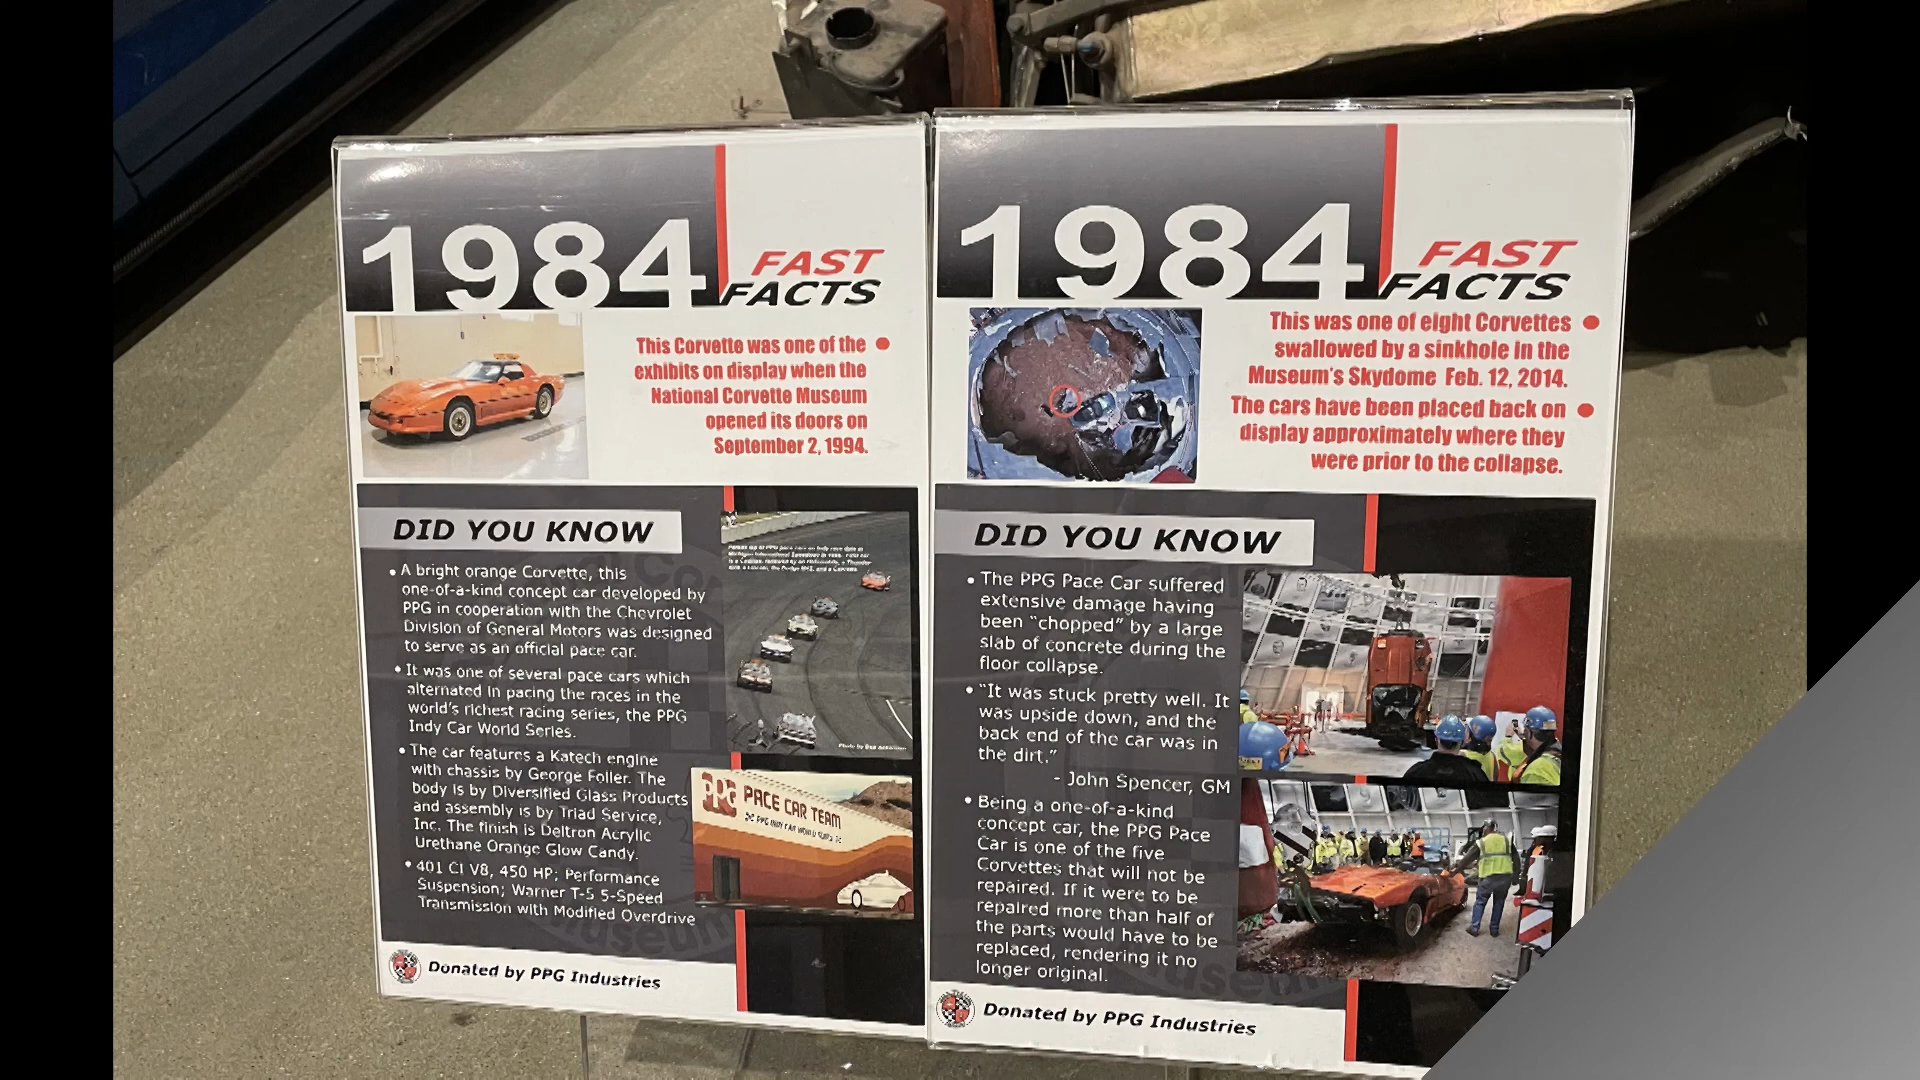 1984
FAST
FACTS
This Corvette was one of the
exhibits on display when the
National Corvette Museum
opened its doors on
September 2, 1994.
DID YOU KNOW
• A bright orange Corvette, this
one-of-a-kind concept car developed by
PPG in cooperation with the Chevrolet
Division of General Motors was designed
to serve as an official pace car.
• It was one of several pace cars which
alternated in pacing the races in the
world's richest racing series, the PPG
Indy Car World Series.
• The car features a Katech engine
with chassis by George Foller. The
body is by Diversified Glass Products
and assembly is by Triad Service,
Inc. The finish is Deltron Acrylic
Urethane Orange Glow Candy.
• 401 CI V8, 450 HP; Performance
Suspension; Warner T-5 5-Speed
Transmission with Modified Overdrive
PPG PACE CAR TEAM
PPG INDY CAR WORLD SERIES
Donated by PPG Industries
1984
FAST
FACTS
This was one of eight Corvettes
swallowed by a sinkhole in the
Museum's Skydome Feb. 12, 2014.
The cars have been placed back on
display approximately where they
were prior to the collapse.
DID YOU KNOW
• The PPG Pace Car suffered
extensive damage having
been "chopped" by a large
slab of concrete during the
floor collapse.
• "It was stuck pretty well. It
was upside down, and the
back end of the car was in
the dirt."
- John Spencer, GM
• Being a one-of-a-kind
concept car, the PPG Pace
Car is one of the five
Corvettes that will not be
repaired. If it were to be
repaired more than half of
the parts would have to be
replaced, rendering it no
longer original.
Donated by PPG Industries